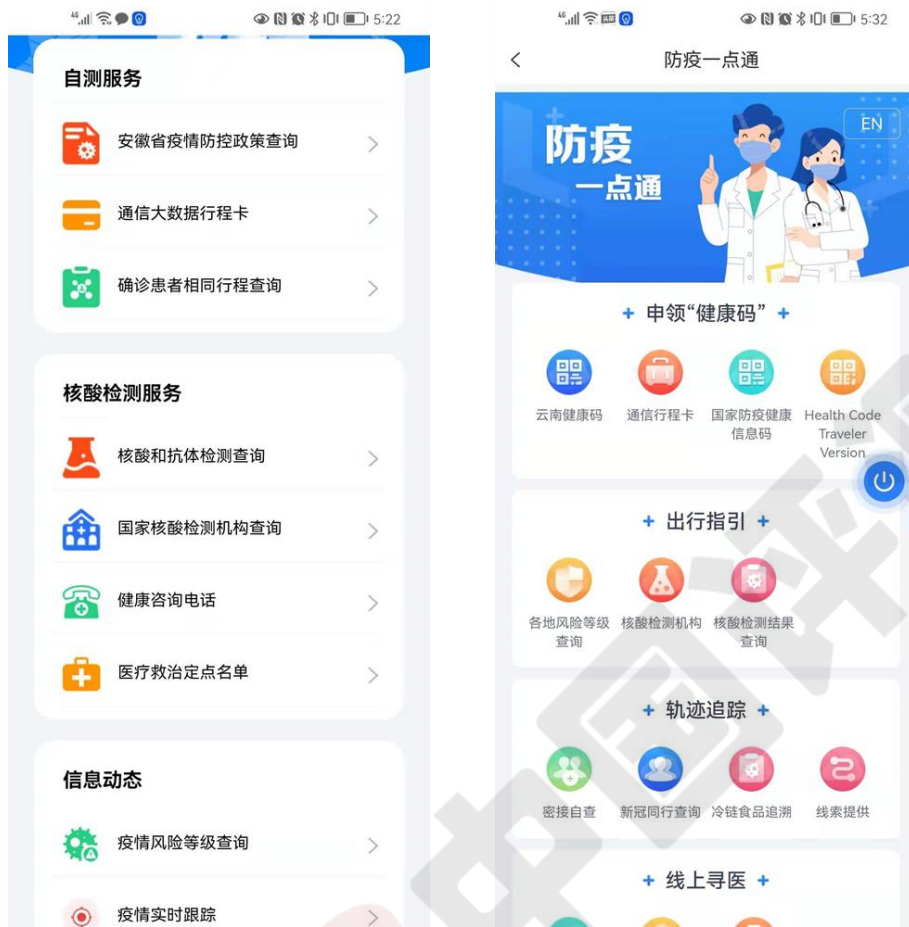 5:22
自测服务
安徽省疫情防控政策查询
通信大数据行程卡
确诊患者相同行程查询
核酸检测服务
核酸和抗体检测查询
国家核酸检测机构查询
健康咨询电话
医疗救治定点名单
信息动态
疫情风险等级查询
疫情实时跟踪
5:32
防疫一点通
EN
防疫
一点通
申领“健康码”
云南健康码
通信行程卡
国家防疫健康
信息码
Health Code
Traveler
Version
出行指引
各地风险等级
查询
核酸检测机构
核酸检测结果
查询
轨迹追踪
密接自查
新冠同行查询
冷链食品追溯
线索提供
线上寻医
中国评